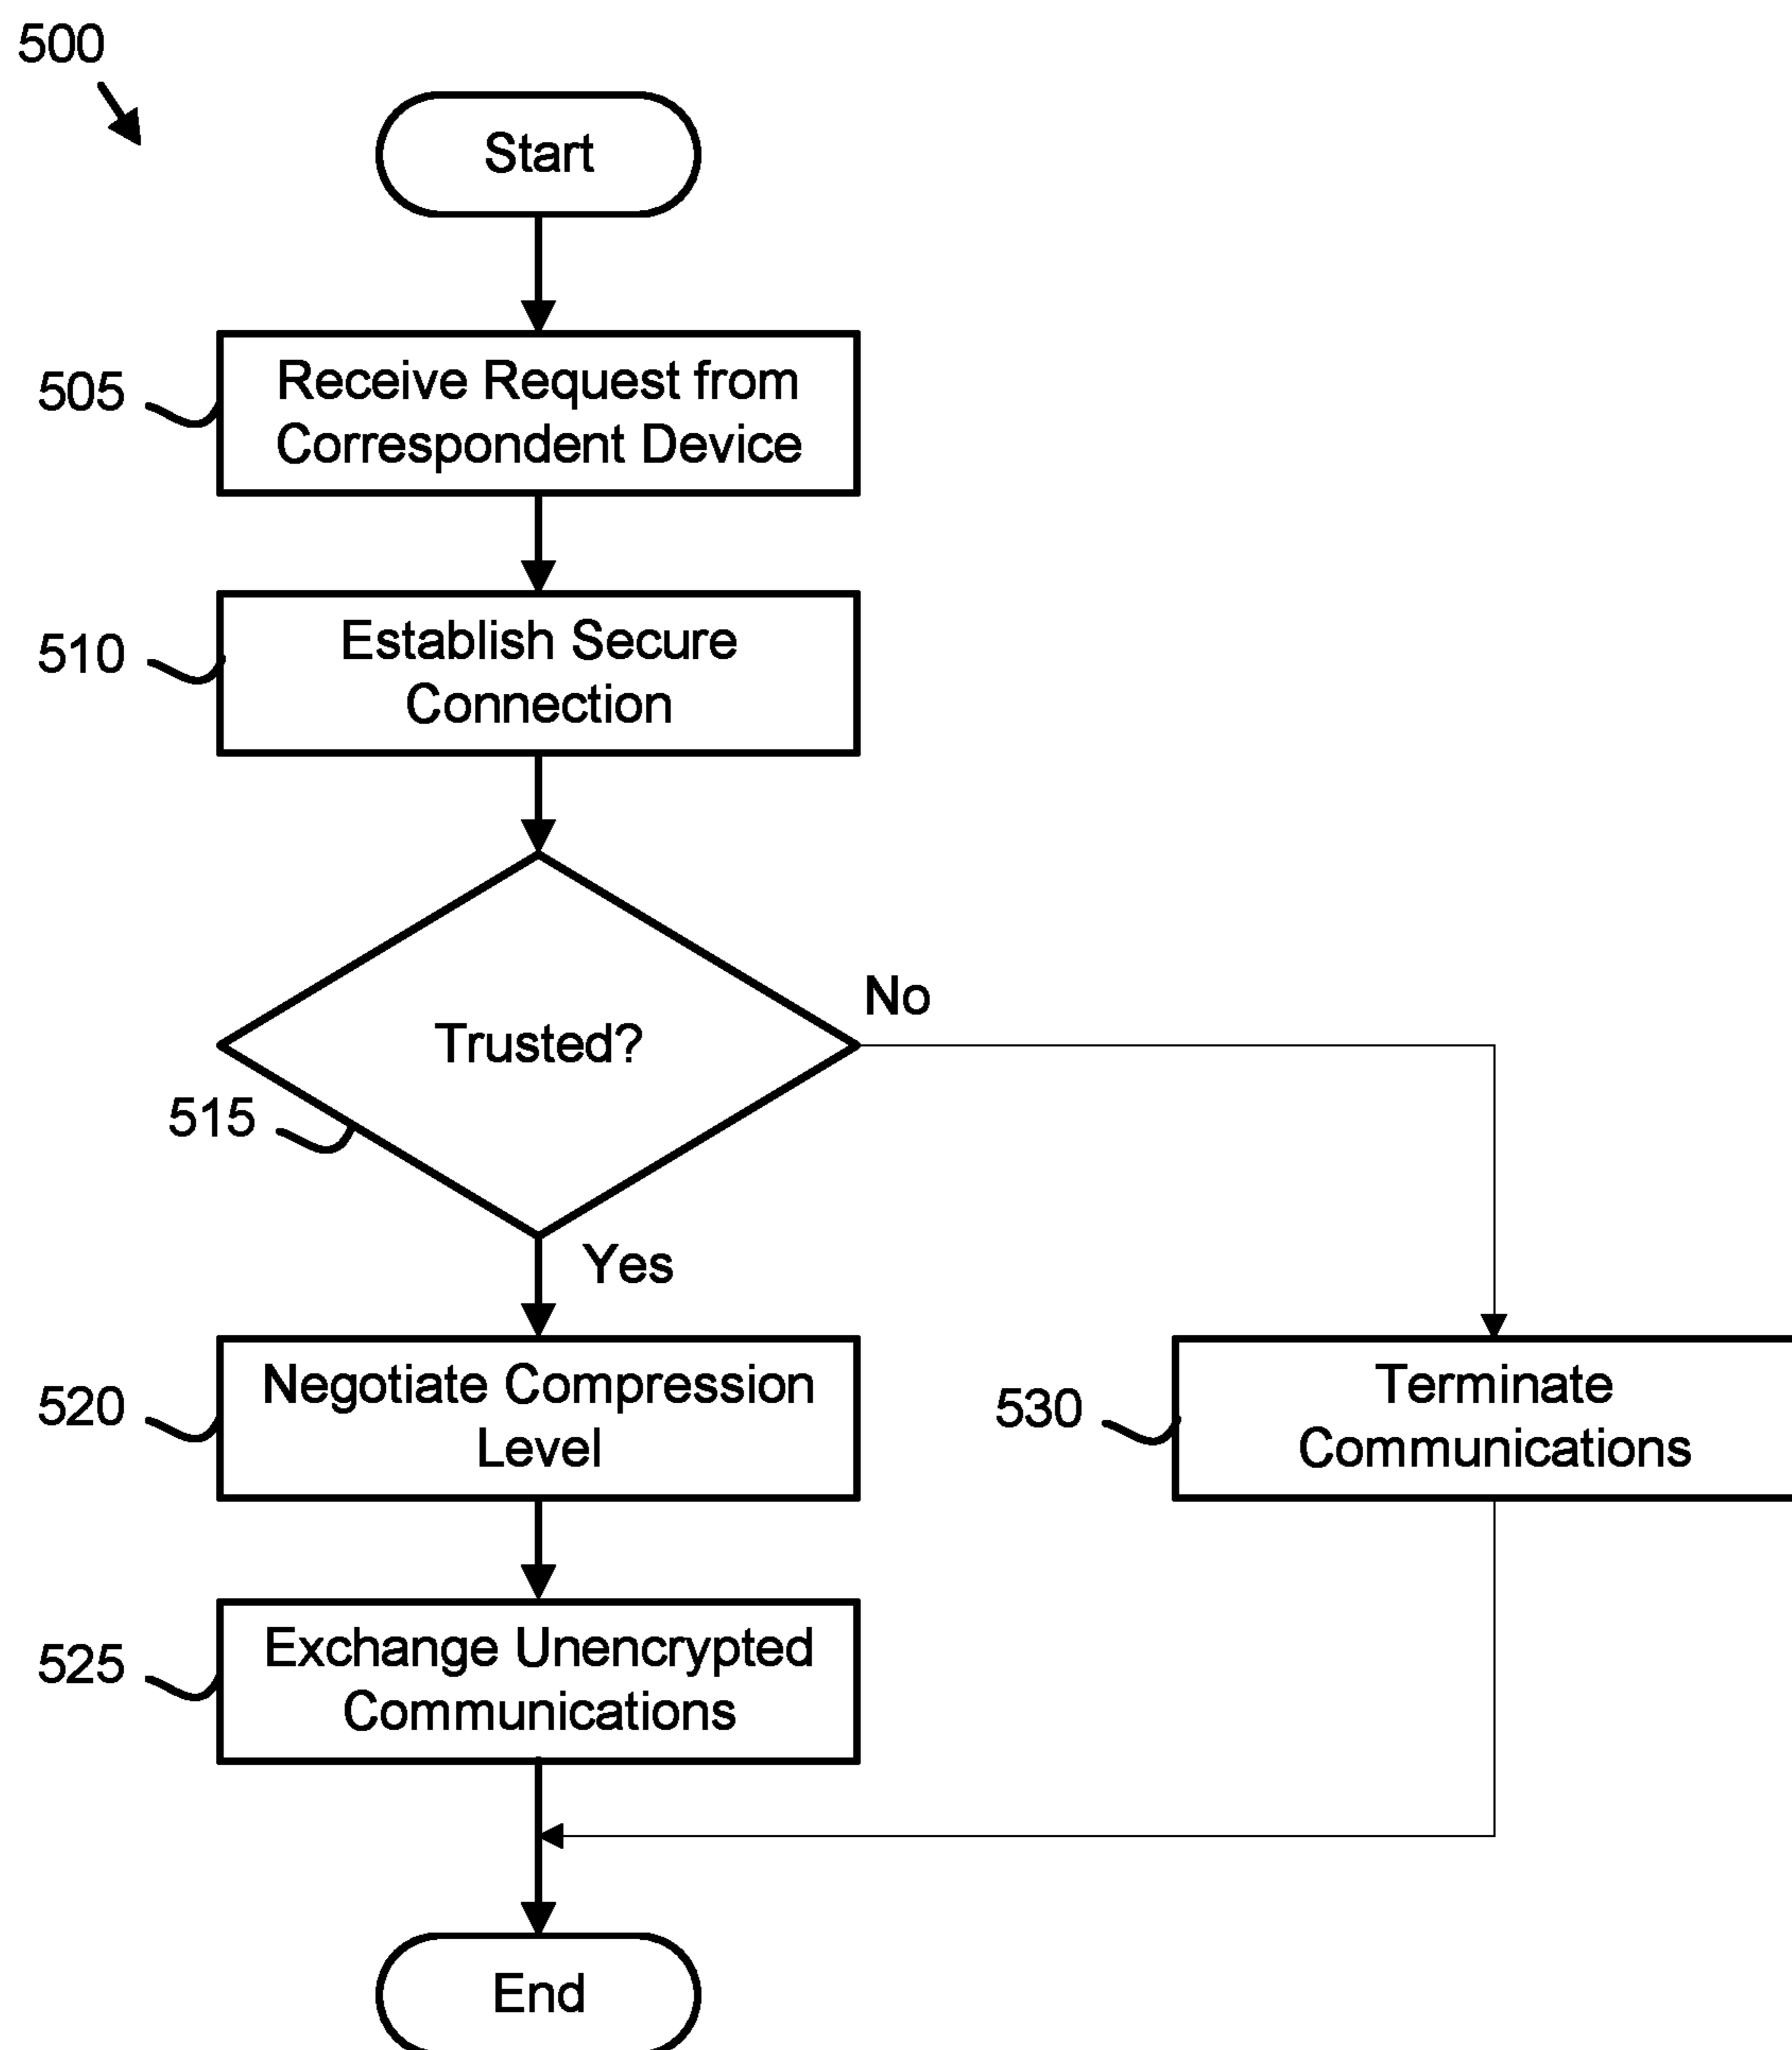 500
Start
505
Receive Request from
Correspondent Device
510
Establish Secure
Connection
Trusted?
No
515
Yes
520
Negotiate Compression
Level
530
Terminate
Communications
525
Exchange Unencrypted
Communications
End